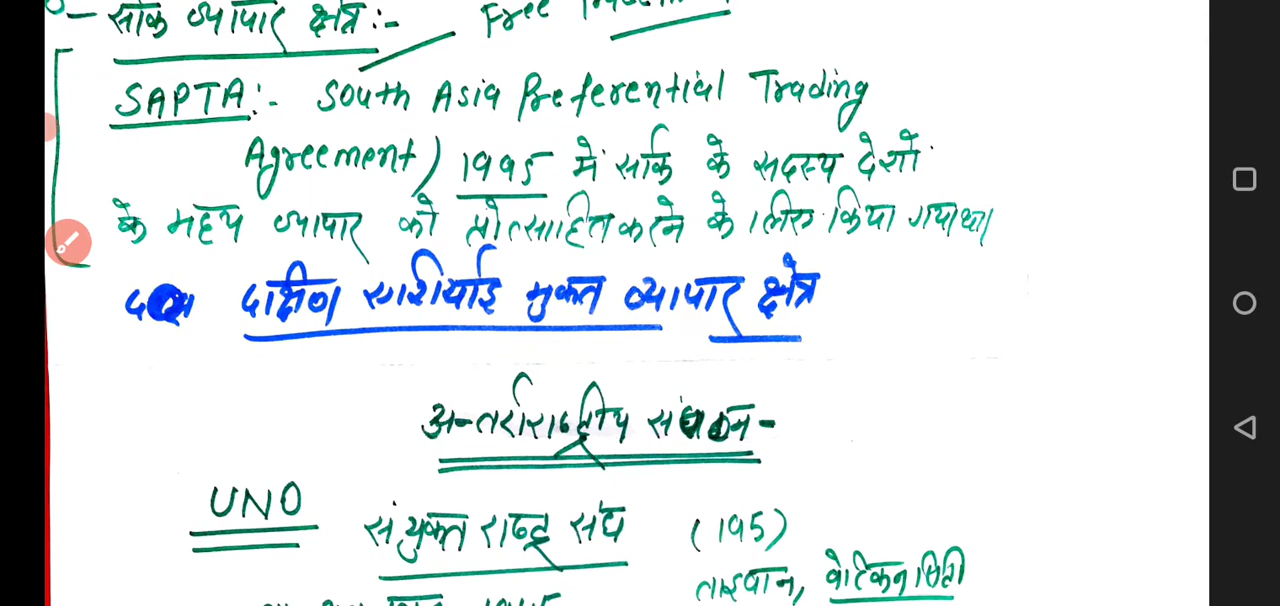 सार्क व्यापार क्षेत्र :- Free
SAPTA :- South Asia Preferential Trading
Agreement) 1995 में सार्क के सदस्य देशों
के मध्य व्यापार को प्रोत्साहित करने के लिए किया गया था।
दक्षिण एशियाई मुक्त व्यापार क्षेत्र
अन्तर्राष्ट्रीय संगठन -
UNO संयुक्त राष्ट्र संघ (195)
ताइवान, वेटिकन सिटी
1945